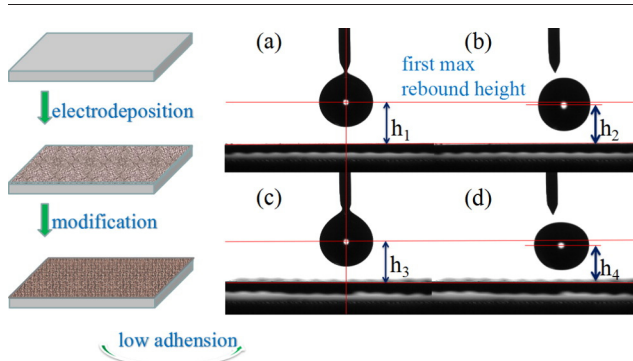 electrodeposition
modification
low adhension
(a)
(b)
first max
rebound height
h1
h2
(c)
(d)
h3
h4